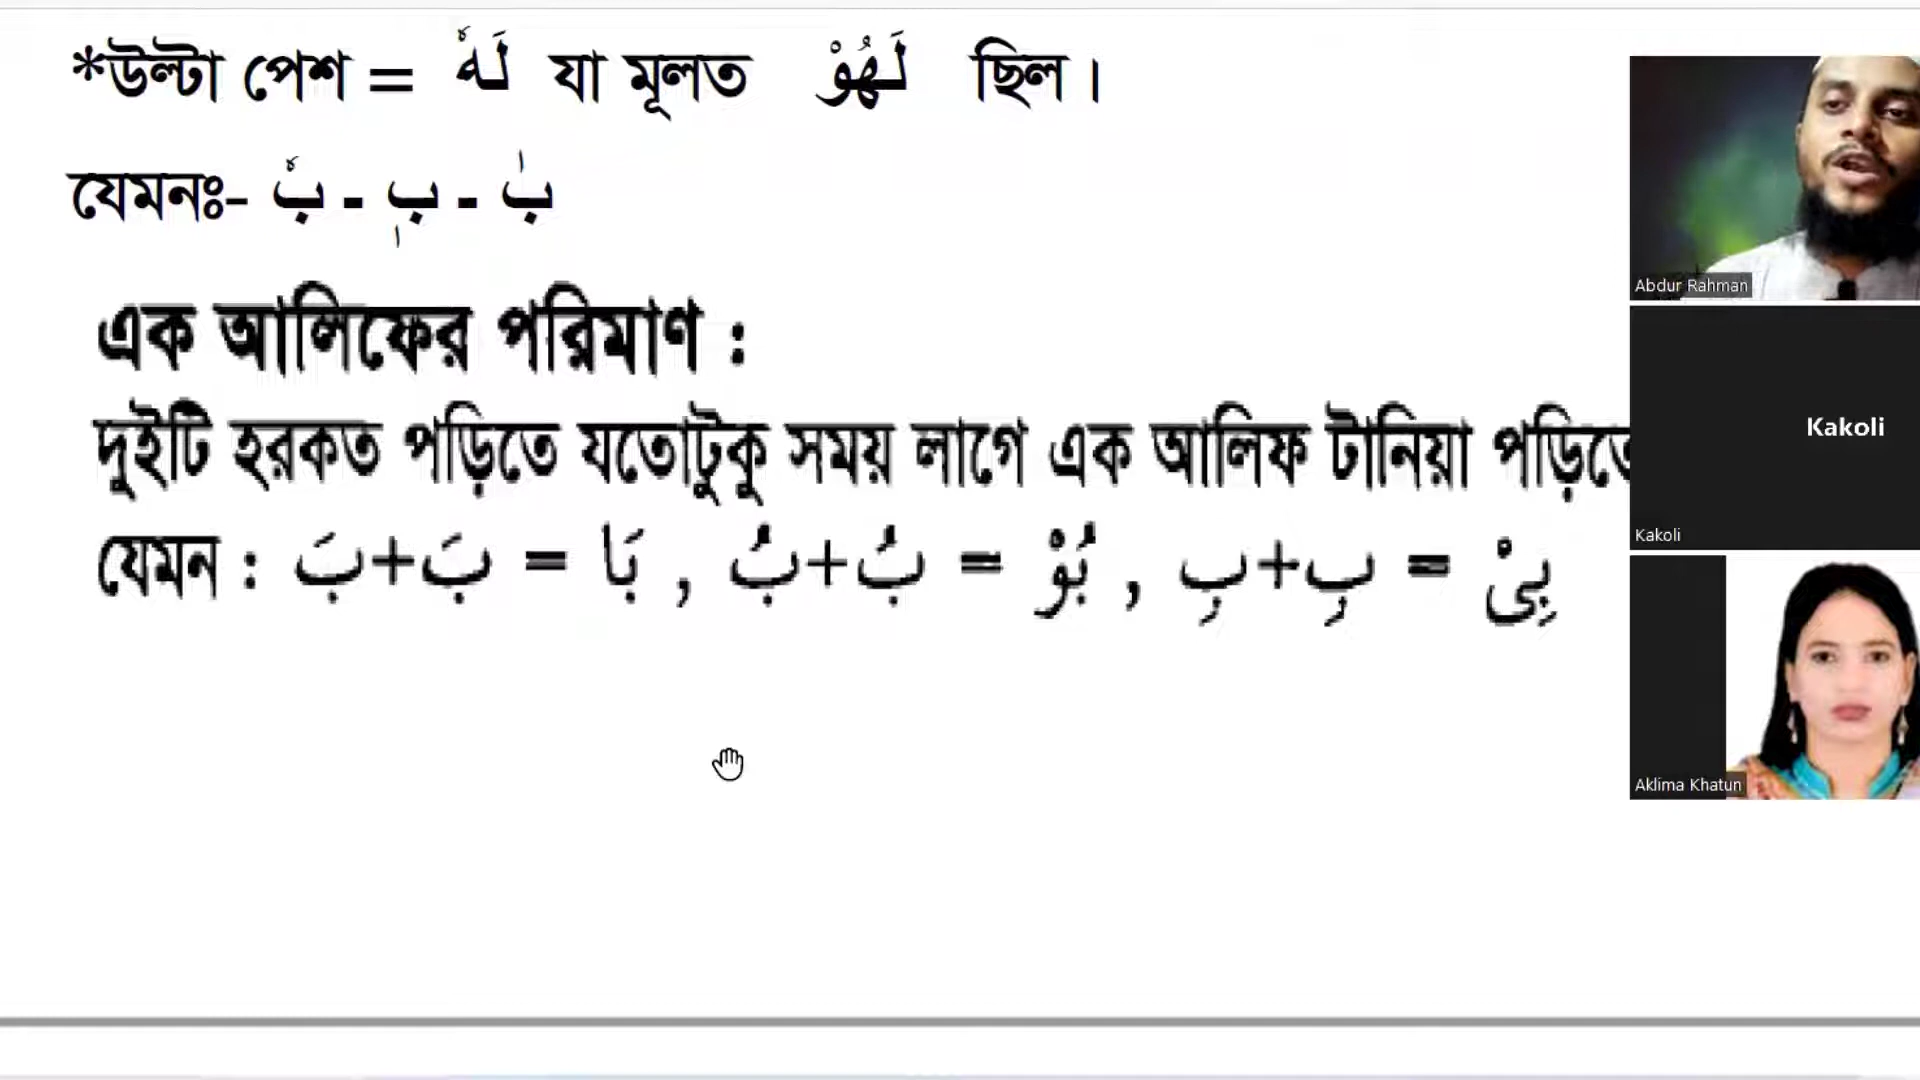 *উল্টা পেশ = لَهٗ যা মূলত لَهُوْ ছিল।
যেমনঃ- بٗ - بٖ - بٰ
এক আলিফের পরিমাণ :
দুইটি হরকত পড়িতে যতোটুকু সময় লাগে এক আলিফ টানিয়া পড়িতে
যেমন : بَ+بَ = بَا , بُ+بُ = بُوْ , بِ+بِ = بِىْ
Abdur Rahman
Kakoli
Kakoli
Aklima Khatun